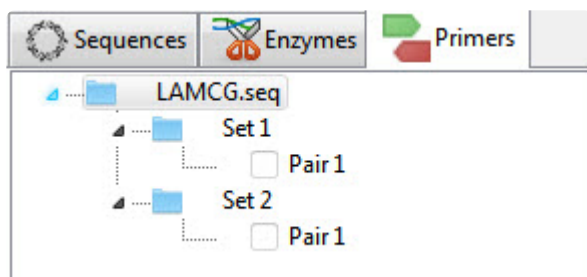 Sequences Enzymes Primers
LAMCG.seq
Set 1
Pair 1
Set 2
Pair 1